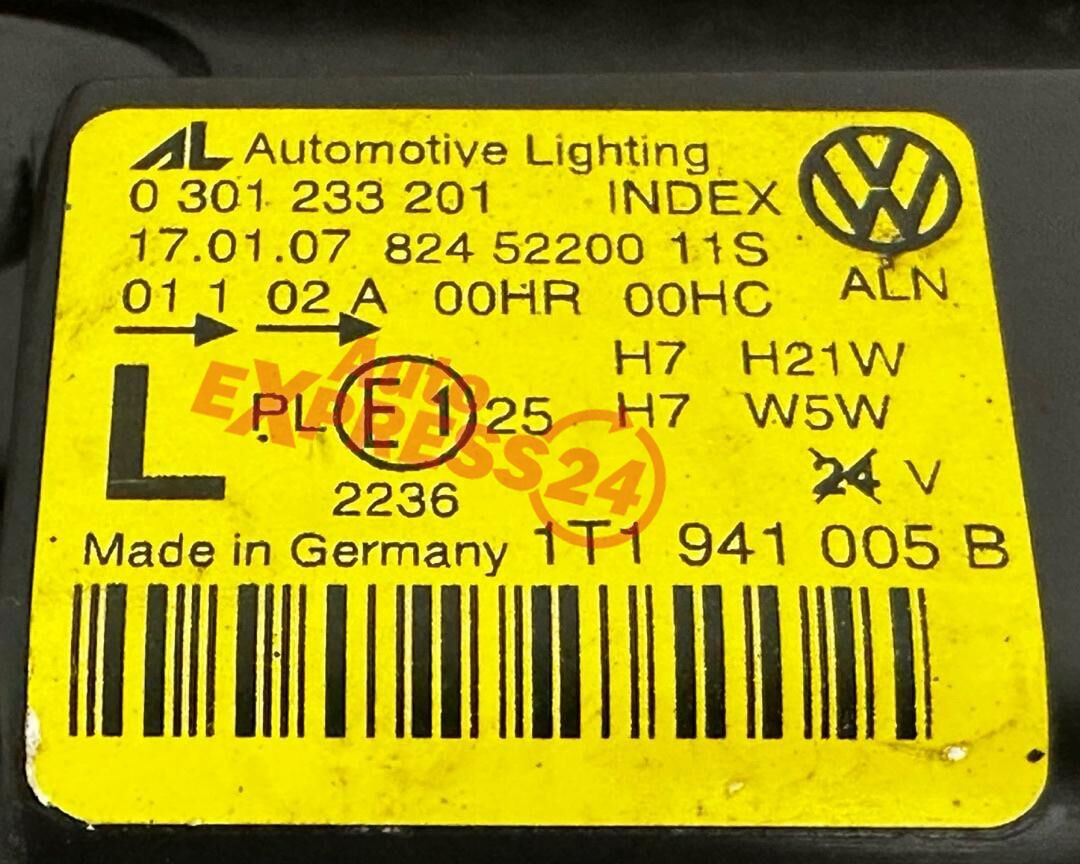 AL Automotive Lighting
0 301 233 201 INDEX
17.01.07 824 52200 11S
ALN
01 1 02 A 00HR 00HC
H7 H21W
L PL E1 25 H7 W5W
2236 24 V
Made in Germany 1T1 941 005 B
Auto
EXPRESS24